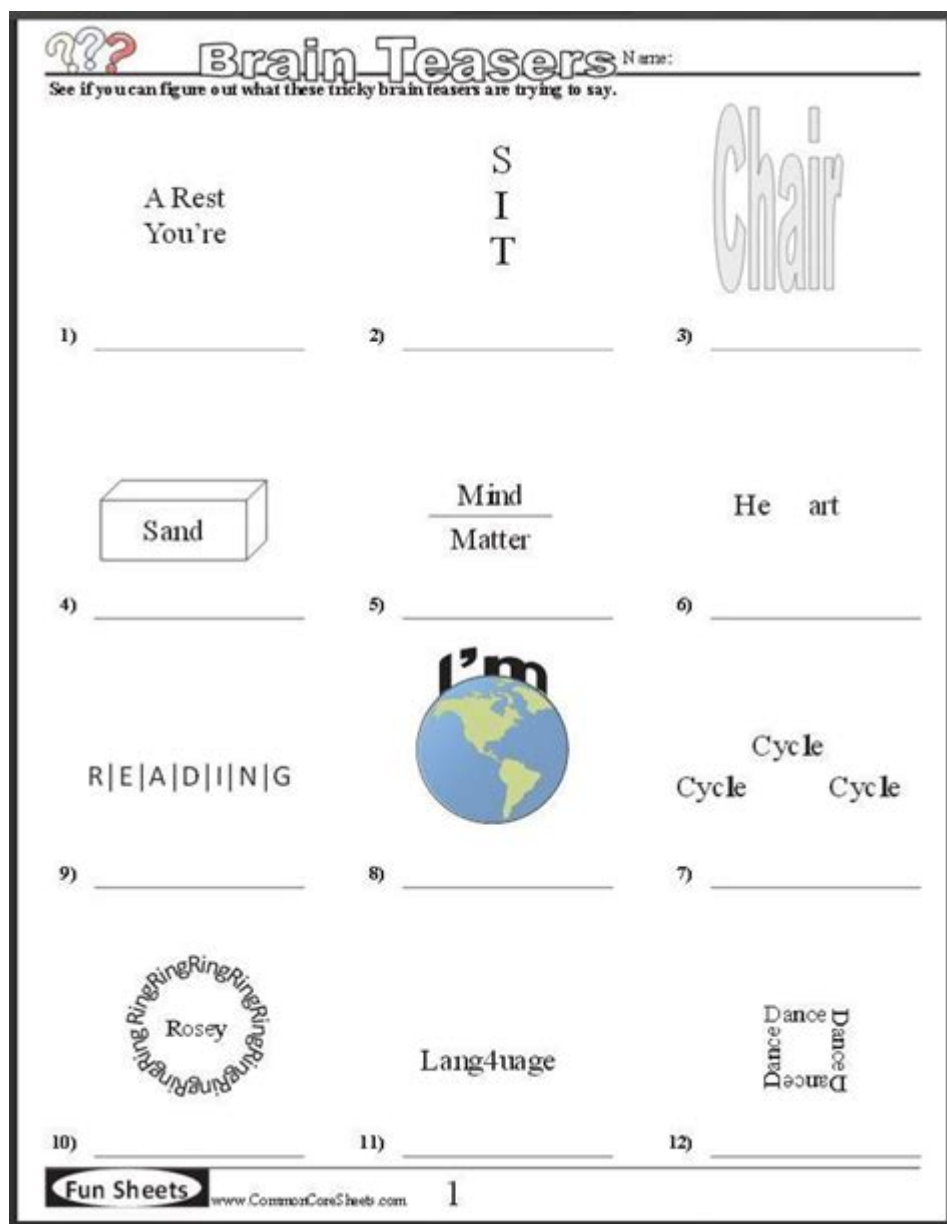 ???
Brain Teasers Name:
See if you can figure out what these tricky brain teasers are trying to say.
A Rest
You're
1)
S
I
T
2)
Chair
3)
Sand
4)
Mind
Matter
5)
He art
6)
R|E|A|D|I|N|G
9)
I'm
8)
Cycle
Cycle Cycle
7)
RingRingRingRingRingRingRingRingRingRing
Rosey
10)
Lang4uage
11)
Dance
Dance
Dance
Dance
12)
Fun Sheets www.CommonCoreSheets.com 1